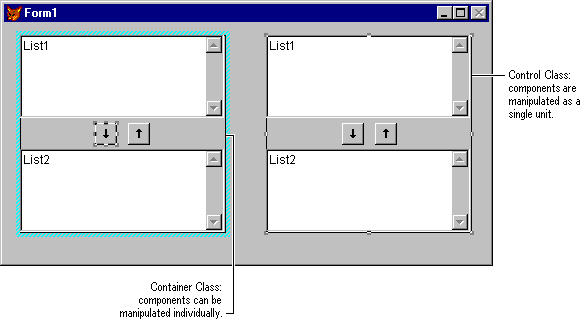 Form1
List1
List1
Control Class:
components are
manipulated as a
single unit.
List2
List2
Container Class:
components can be
manipulated individually.